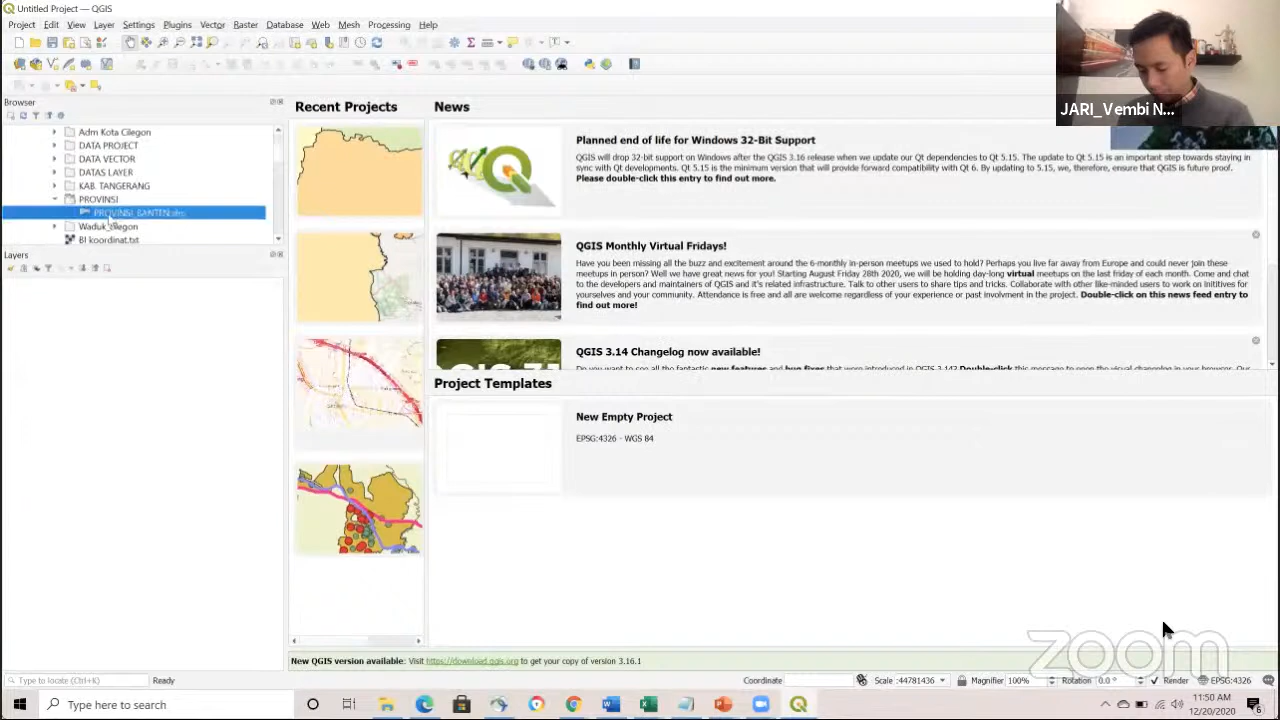 Untitled Project — QGIS
Project Edit View Layer Settings Plugins Vector Raster Database Web Mesh Processing Help
JARI_Vembi N...
Browser
Adm Kota Cilegon
DATA PROJECT
DATA VECTOR
DATAS LAYER
KAB. TANGERANG
PROVINSI
PROVINSI_BANTEN.shp
BI koordinat.txt
Layers
Recent Projects
News
Planned end of life for Windows 32-Bit Support
QGIS will drop 32-bit support on Windows after the QGIS 3.16 release when we update our Qt dependencies to Qt 5.15. The update to Qt 5.15 is an important step towards staying in
sync with Qt developments. Qt 5.15 is the minimum version that will provide forward compatibility with Qt 6. By updating to 5.15, we, therefore, ensure that QGIS is future proof.
Please double-click this entry to find out more.
QGIS Monthly Virtual Fridays!
Have you been missing all the buzz and excitement around the 6-monthly in-person meetups we used to hold? Perhaps you live far away from Europe and could never join these
meetups in person? Well we have great news for you! Starting August Friday 28th 2020, we will be holding day-long virtual meetups on the last friday of each month. Come and chat
to the developers and maintainers of QGIS and it's related infrastructure. Talk to other users to share tips and tricks. Collaborate with other like-minded users to work on inititives for
yourselves and your community. Attendance is free and all are welcome regardless of your experience or past involvment in the project. Double-click on this news feed entry to
find out more!
QGIS 3.14 Changelog now available!
Project Templates
New Empty Project
EPSG:4326 - WGS 84
New QGIS version available: Visit https://download.qgis.org to get your copy of version 3.16.1
Type to locate (Ctrl+K) Ready Coordinate Scale :44781436 Magnifier 100% Rotation 0.0 ° Render EPSG:4326
zoom
Type here to search
11:50 AM
12/20/2020
6